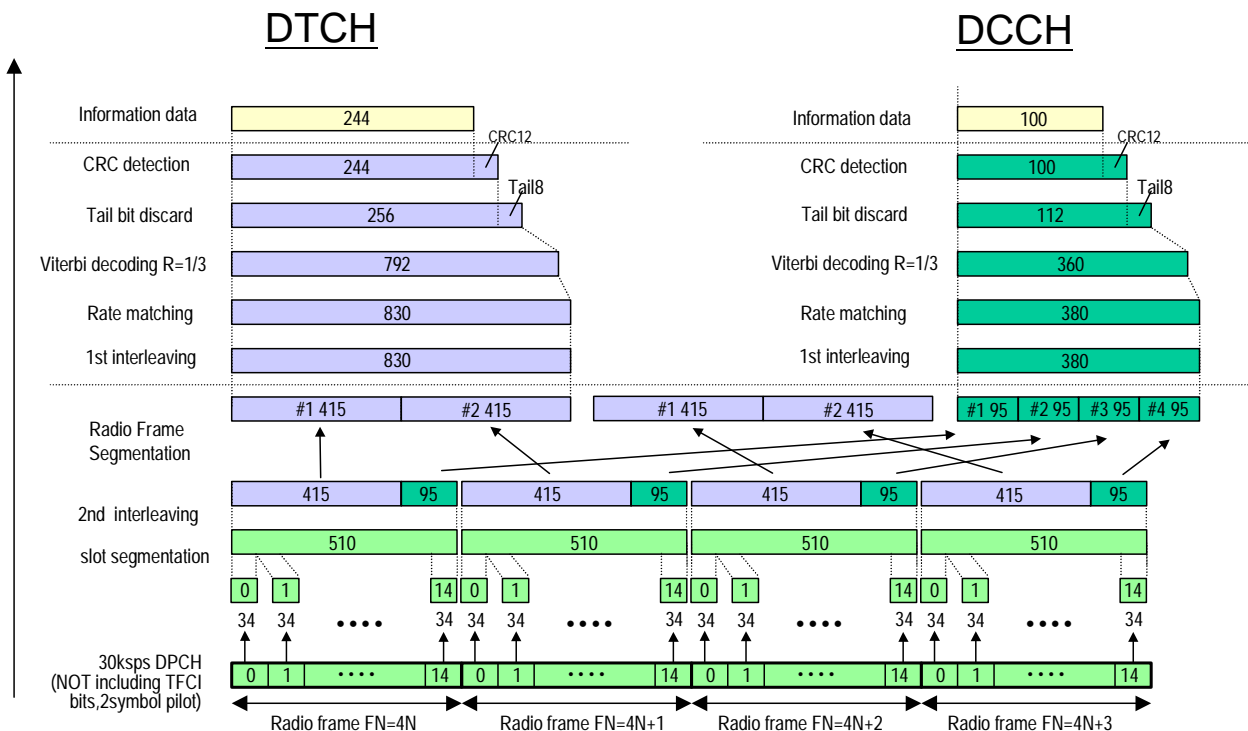 DTCH DCCH
Information data 244 Information data 100
CRC12 CRC12
CRC detection 244 CRC detection 100
Tail8 Tail8
Tail bit discard 256 Tail bit discard 112
Viterbi decoding R=1/3 792 Viterbi decoding R=1/3 360
Rate matching 830 Rate matching 380
1st interleaving 830 1st interleaving 380
#1 415 #2 415 #1 415 #2 415 #1 95 #2 95 #3 95 #4 95
Radio Frame
Segmentation
415 95 415 95 415 95 415 95
2nd interleaving
510 510 510 510
slot segmentation
0 1 14 0 1 14 0 1 14 0 1 14
34 34 •••• 34 34 34 •••• 34 34 34 •••• 34 34 34 •••• 34
30ksps DPCH
(NOT including TFCI
bits,2symbol pilot)
0 1 •••• 14 0 1 •••• 14 0 1 •••• 14 0 1 •••• 14
Radio frame FN=4N Radio frame FN=4N+1 Radio frame FN=4N+2 Radio frame FN=4N+3